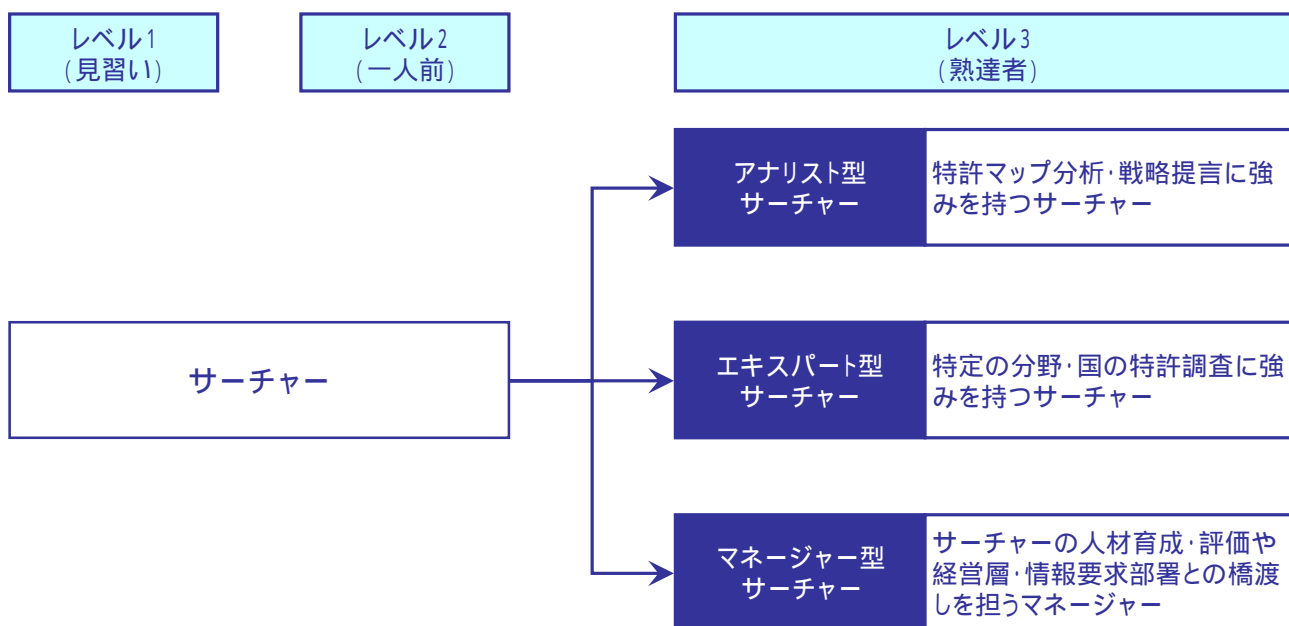 レベル1
(見習い)
レベル2
(一人前)
レベル3
(熟達者)
サーチャー
アナリスト型
サーチャー
特許マップ分析・戦略提言に強
みを持つサーチャー
エキスパート型
サーチャー
特定の分野・国の特許調査に強
みを持つサーチャー
マネージャー型
サーチャー
サーチャーの人材育成・評価や
経営層・情報要求部署との橋渡
しを担うマネージャー